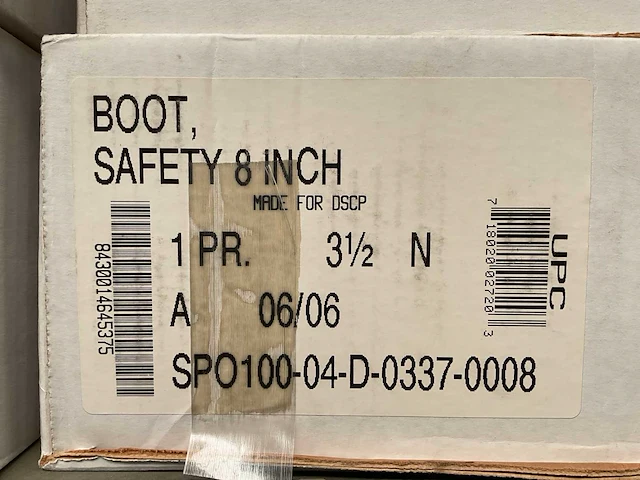 BOOT,
SAFETY 8 INCH
MADE FOR DSCP
8430014645375
1 PR. 3½ N
A 06/06
SPO100-04-D-0337-0008
7 18020 02720 3
UPC